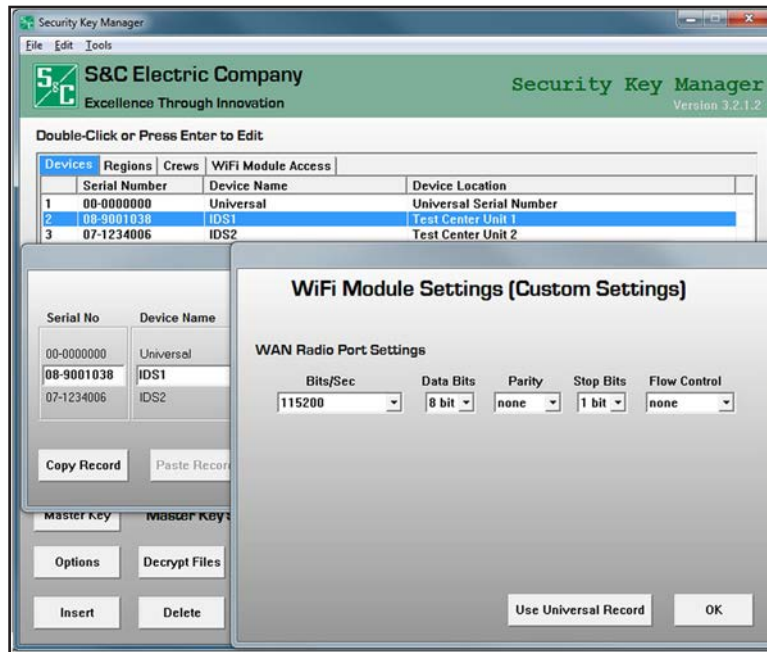 Security Key Manager
File Edit Tools
S&C
S&C Electric Company
Excellence Through Innovation
Security Key Manager
Version 3.2.1.2
Double-Click or Press Enter to Edit
Devices Regions Crews WiFi Module Access
Serial Number Device Name Device Location
1 00-0000000 Universal Universal Serial Number
2 08-9001038 IDS1 Test Center Unit 1
3 07-1234006 IDS2 Test Center Unit 2
Serial No Device Name
00-0000000 Universal
08-9001038 IDS1
07-1234006 IDS2
Copy Record Paste Recor
WiFi Module Settings (Custom Settings)
WAN Radio Port Settings
Bits/Sec Data Bits Parity Stop Bits Flow Control
115200 8 bit none 1 bit none
Use Universal Record OK
Master Key Master Key
Options Decrypt Files
Insert Delete